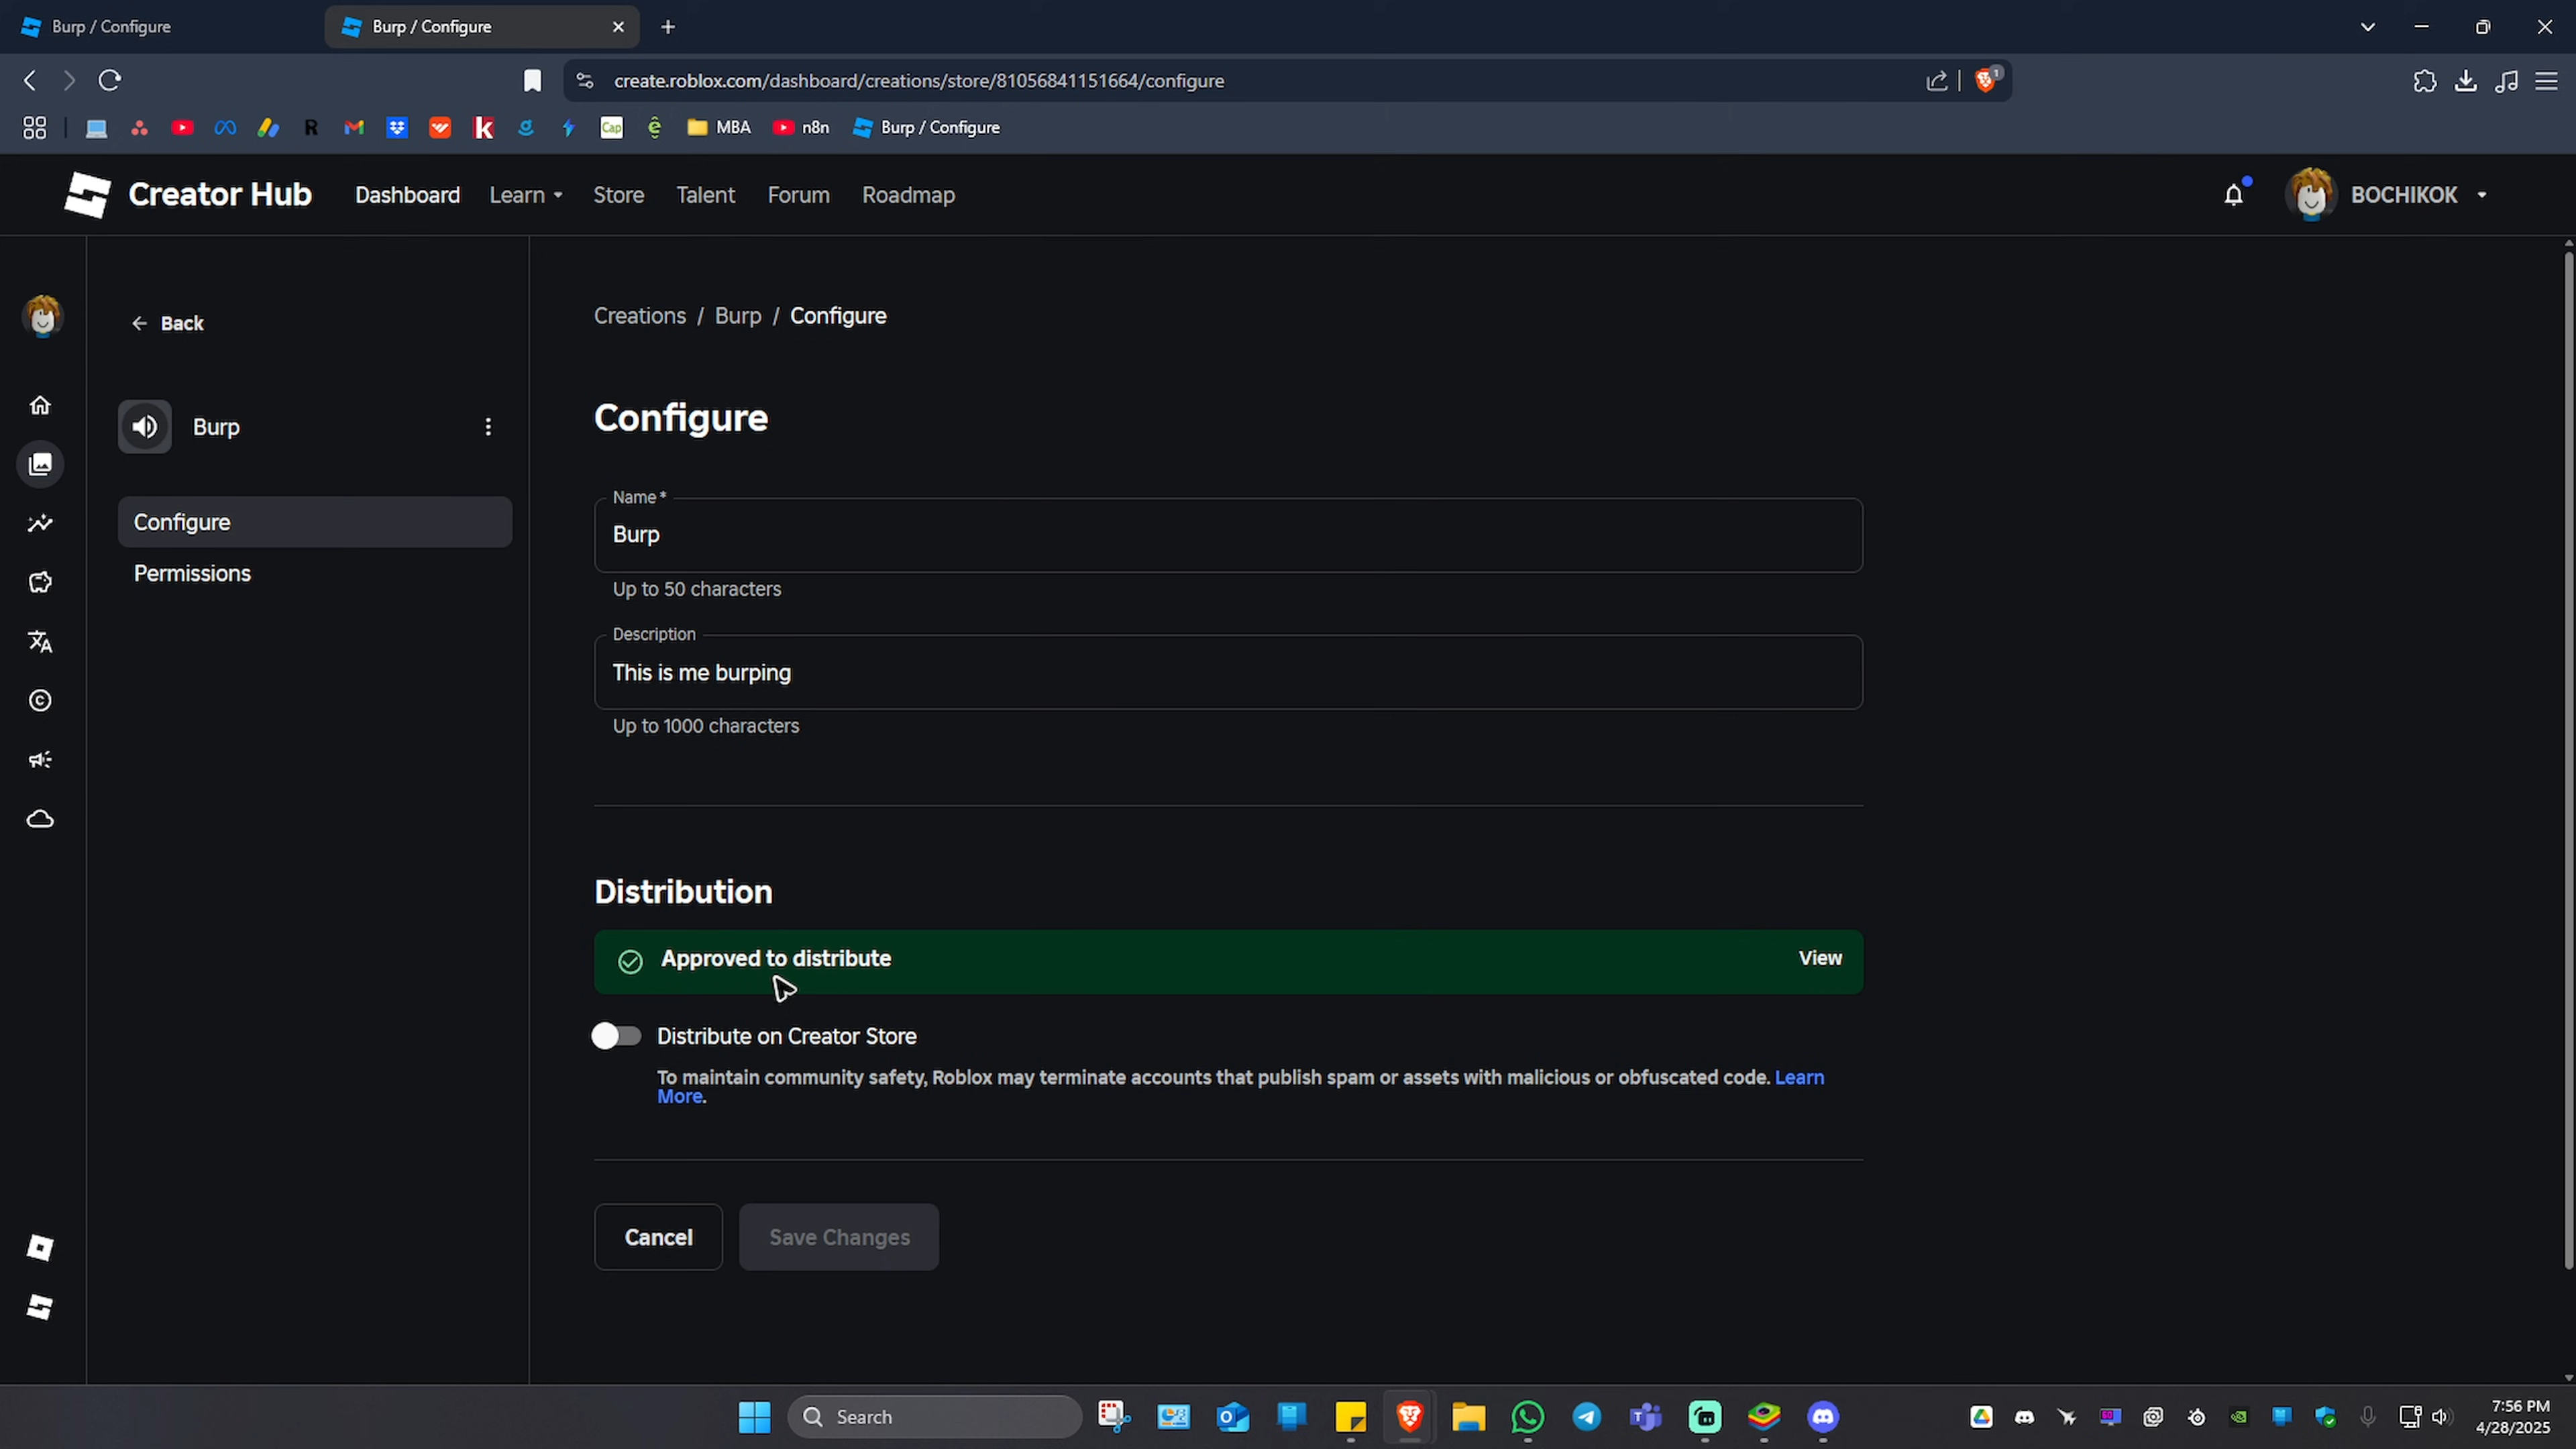 Burp / Configure
Burp / Configure
create.roblox.com/dashboard/creations/store/81056841151664/configure
1
Cap
MBA
n8n
Burp / Configure
Creator Hub
Dashboard
Learn
Store
Talent
Forum
Roadmap
BOCHIKOK
Back
Burp
Configure
Permissions
Creations / Burp / Configure
Configure
Name *
Burp
Up to 50 characters
Description
This is me burping
Up to 1000 characters
Distribution
Approved to distribute
View
Distribute on Creator Store
To maintain community safety, Roblox may terminate accounts that publish spam or assets with malicious or obfuscated code. Learn
More.
Cancel
Save Changes
Search
7:56 PM
4/28/2025